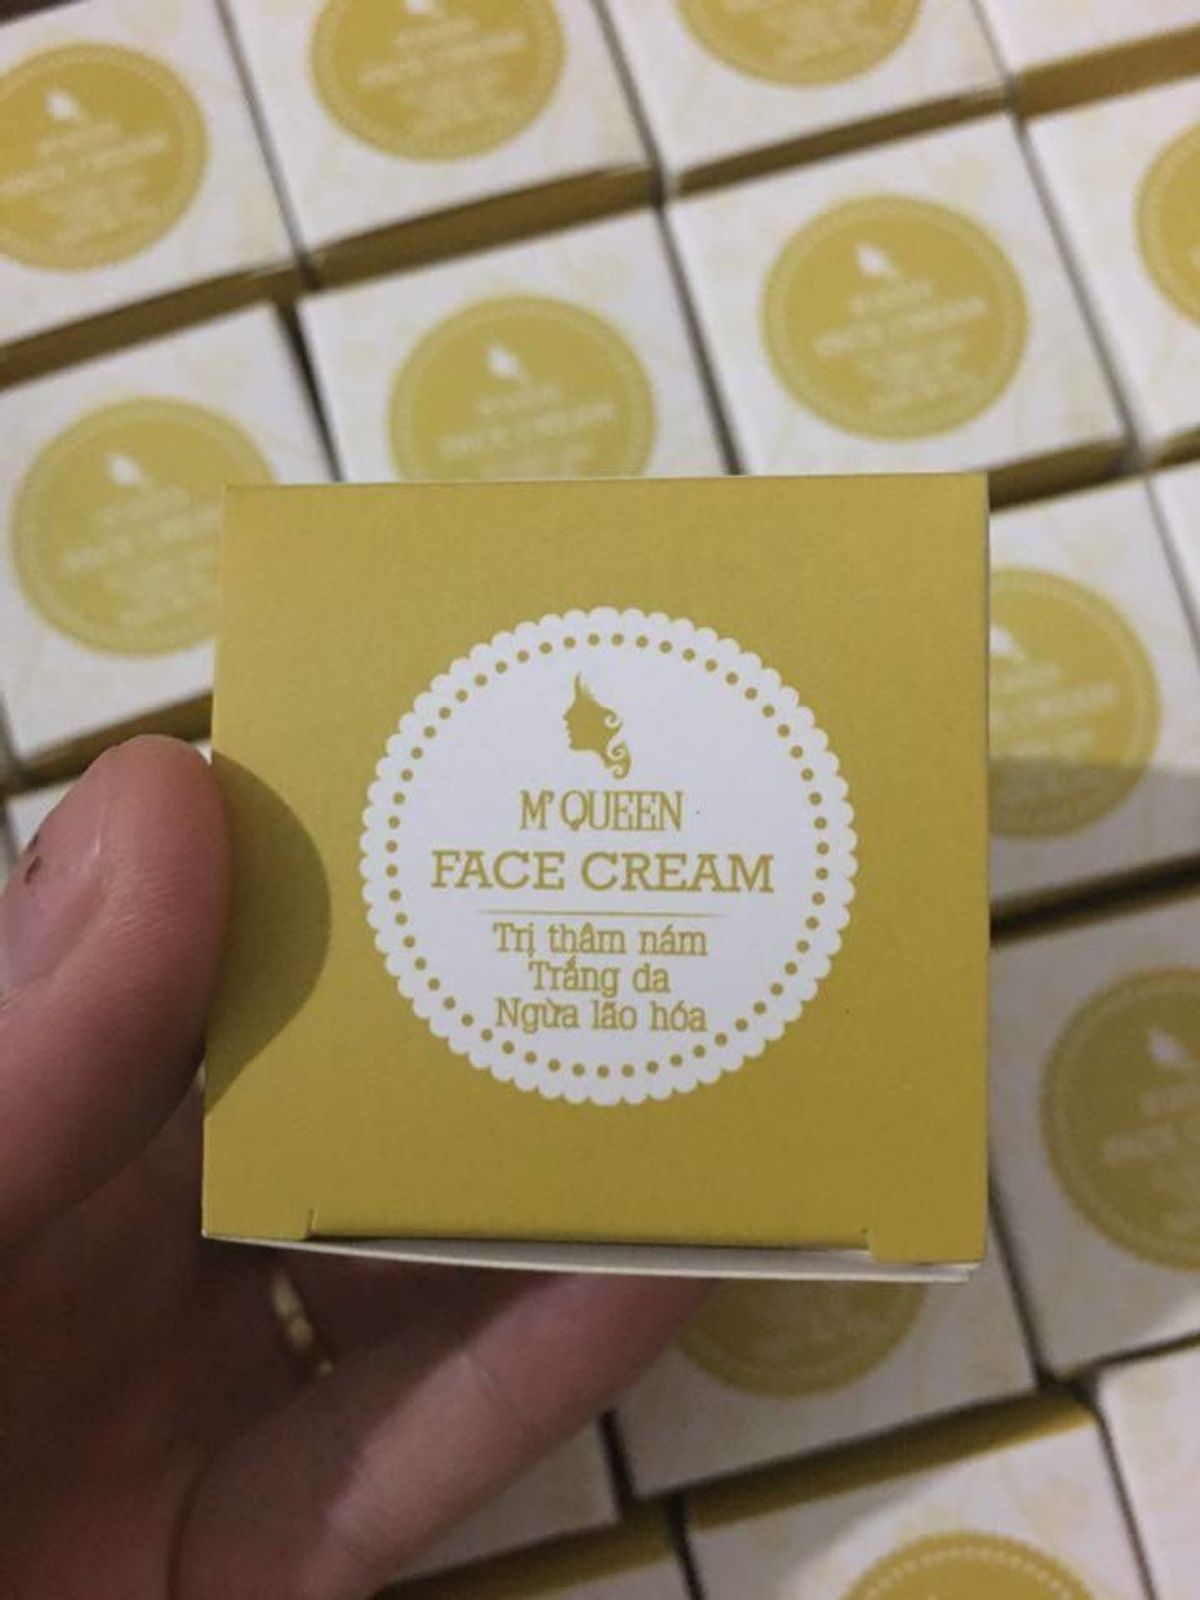 M' QUEEN
FACE CREAM
Trị thâm nám
Trắng da
Ngừa lão hóa